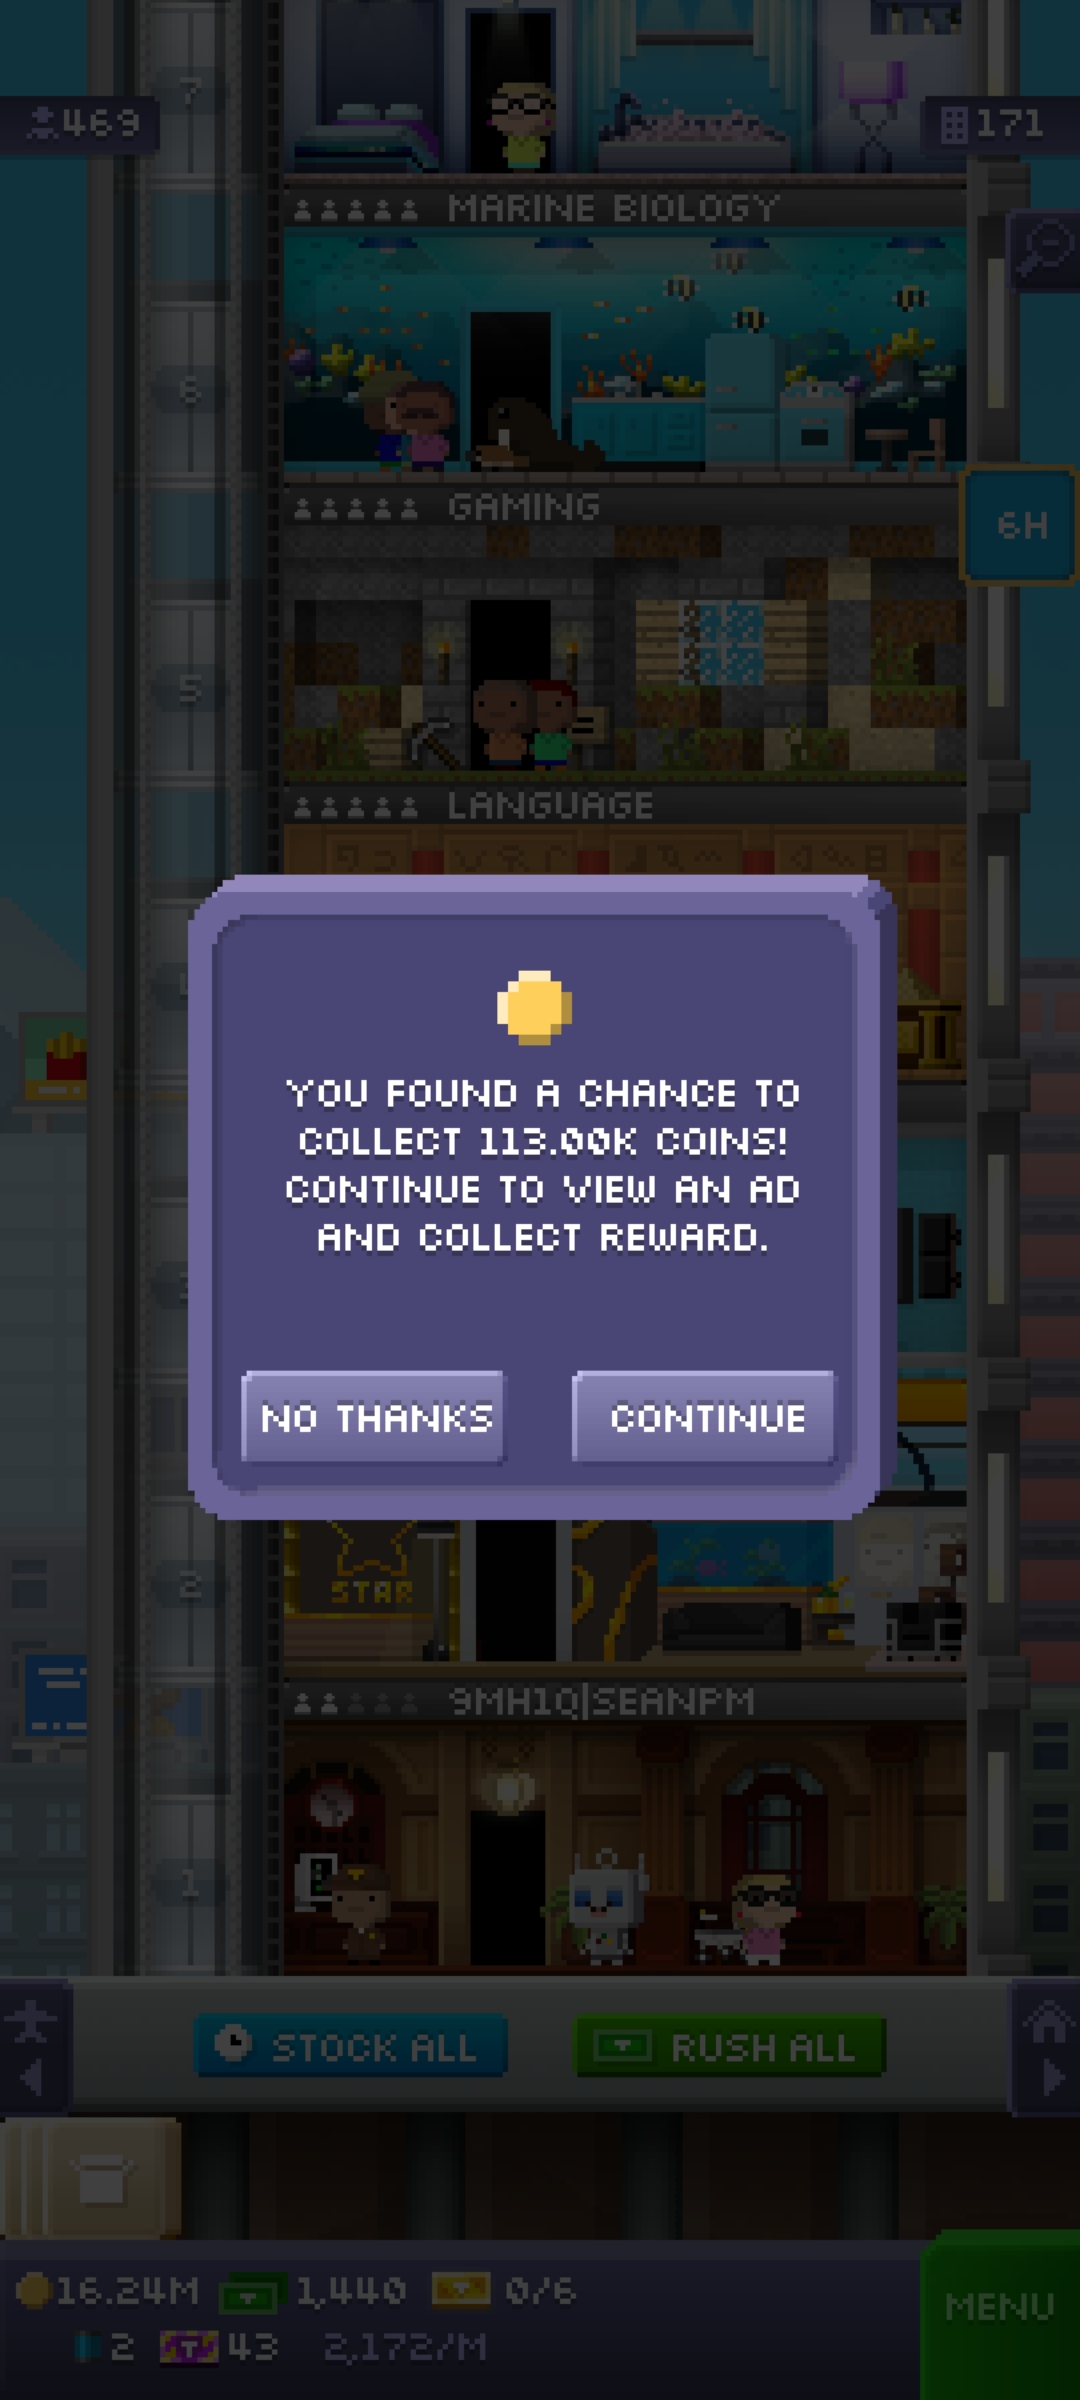 7
469
171
MARINE BIOLOGY
6
GAMING
6H
5
LANGUAGE
YOU FOUND A CHANCE TO
COLLECT 113.00K COINS!
CONTINUE TO VIEW AN AD
AND COLLECT REWARD.
NO THANKS
CONTINUE
STAR
2
9MH1Q|SEANPM
1
STOCK ALL
RUSH ALL
16.24M 1,440 0/6
MENU
2 43 2,172/M